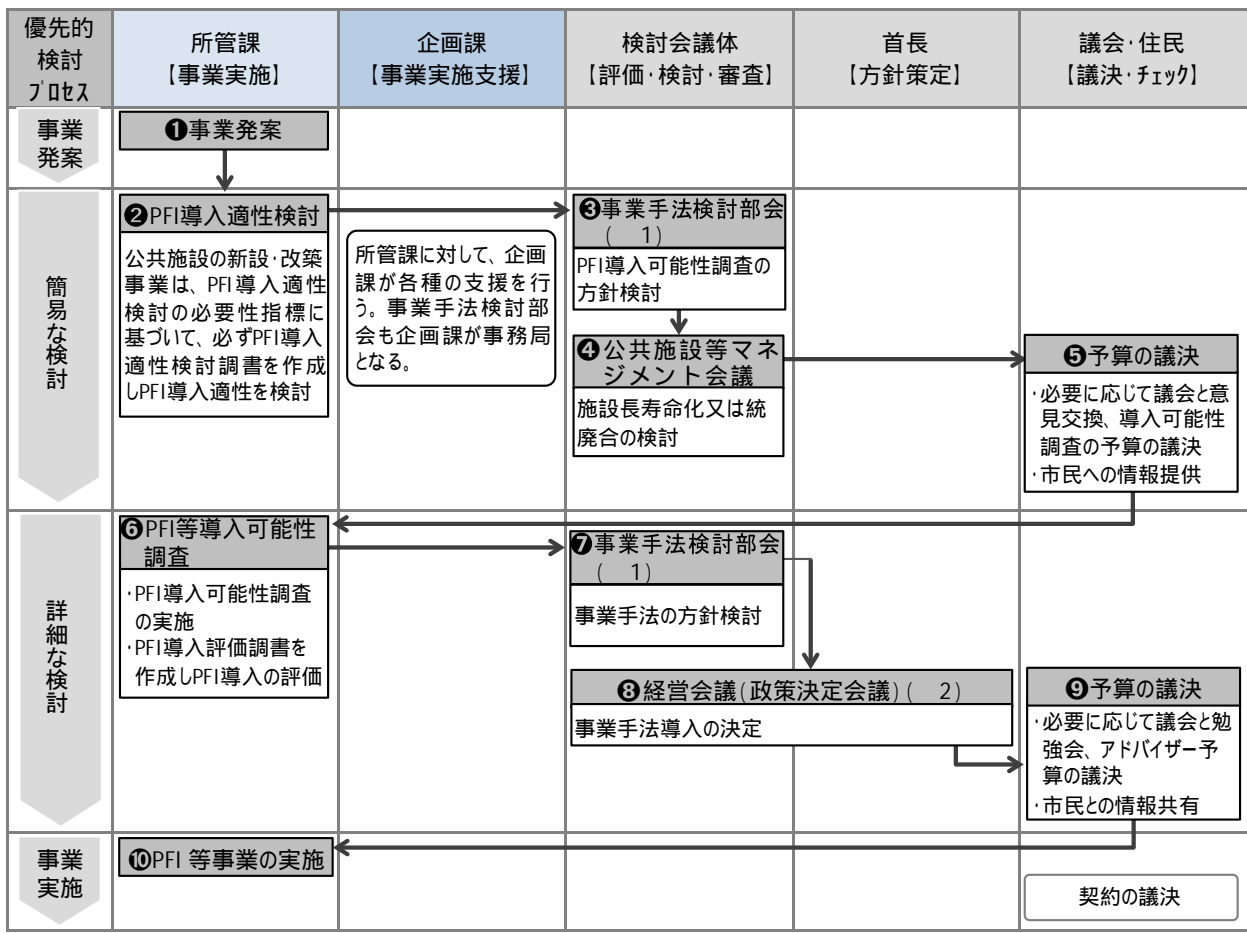 優先的
検討
プロセス
所管課
【事業実施】
企画課
【事業実施支援】
検討会議体
【評価・検討・審査】
首長
【方針策定】
議会・住民
【議決・チェック】
事業
発案
❶事業発案
簡易な検討
❷PFI導入適性検討
公共施設の新設・改築
事業は、PFI導入適性
検討の必要性指標に
基づいて、必ずPFI導入
適性検討調書を作成
しPFI導入適性を検討
所管課に対して、企画
課が各種の支援を行
う。事業手法検討部
会も企画課が事務局
となる。
❸事業手法検討部会
(　1)
PFI導入可能性調査の
方針検討
❹公共施設等マネ
ジメント会議
施設長寿命化又は統
廃合の検討
❺予算の議決
・必要に応じて議会と意
見交換、導入可能性
調査の予算の議決
・市民への情報提供
詳細な検討
❻PFI等導入可能性
調査
・PFI導入可能性調査
の実施
・PFI導入評価調書を
作成しPFI導入の評価
❼事業手法検討部会
(　1)
事業手法の方針検討
❽経営会議(政策決定会議)(　2)
事業手法導入の決定
❾予算の議決
・必要に応じて議会と勉
強会、アドバイザー予
算の議決
・市民との情報共有
事業
実施
❿PFI 等事業の実施
契約の議決